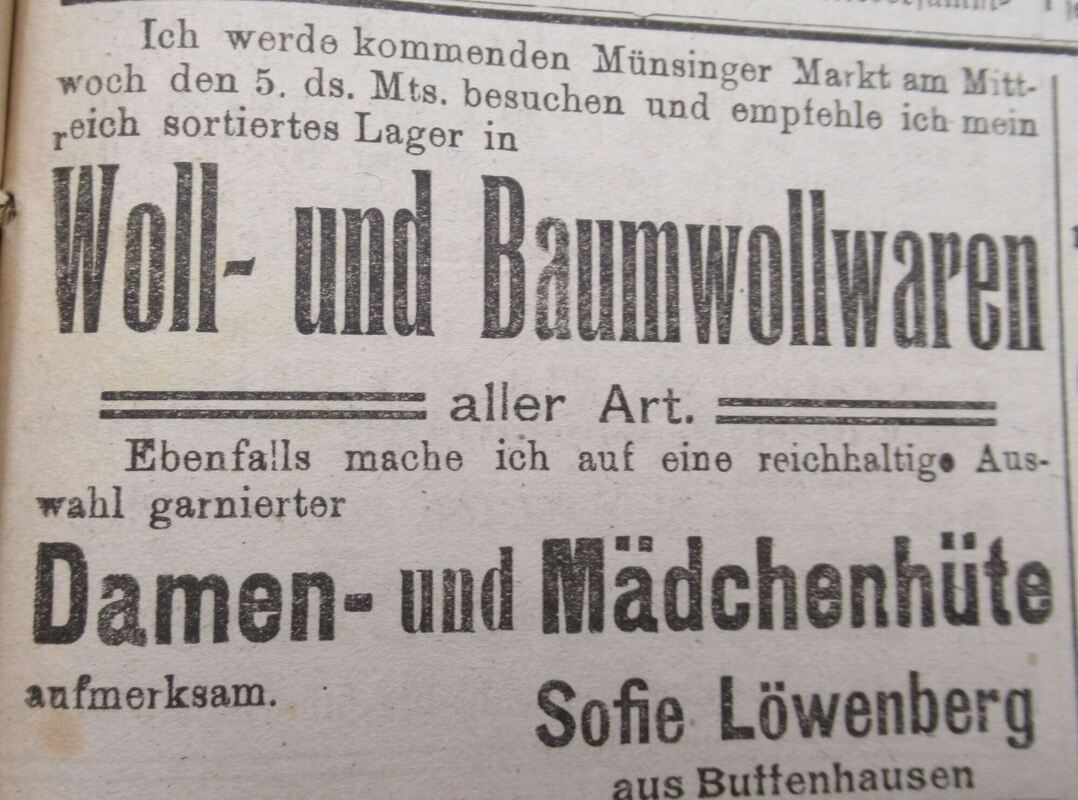 Ich werde kommenden Münsinger Markt am Mitt-
woch den 5. ds. Mts. besuchen und empfehle ich mein
reich sortiertes Lager in
Woll- und Baumwollwaren
aller Art.
Ebenfalls mache ich auf eine reichhaltige Aus-
wahl garnierter
Damen- und Mädchenhüte
aufmerksam.
Sofie Löwenberg
aus Buttenhausen